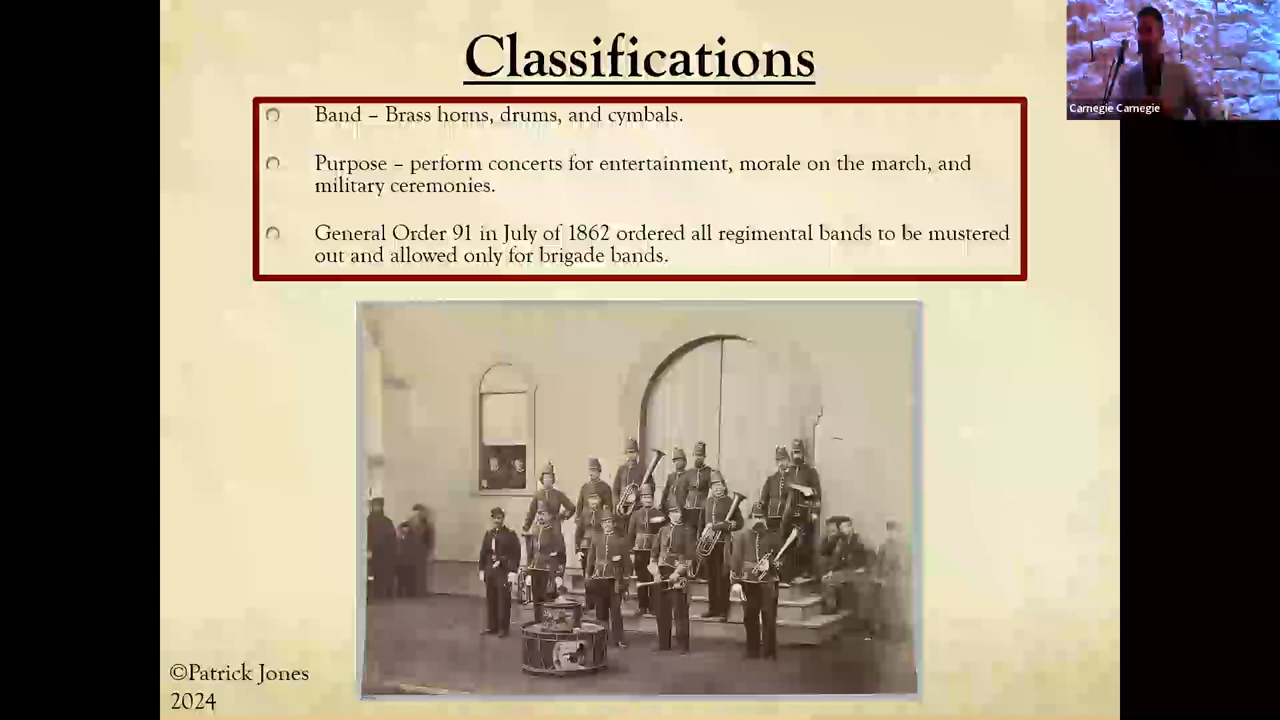 Classifications
Band – Brass horns, drums, and cymbals.
Purpose – perform concerts for entertainment, morale on the march, and
military ceremonies.
General Order 91 in July of 1862 ordered all regimental bands to be mustered
out and allowed only for brigade bands.
©Patrick Jones
2024
Carnegie Carnegie